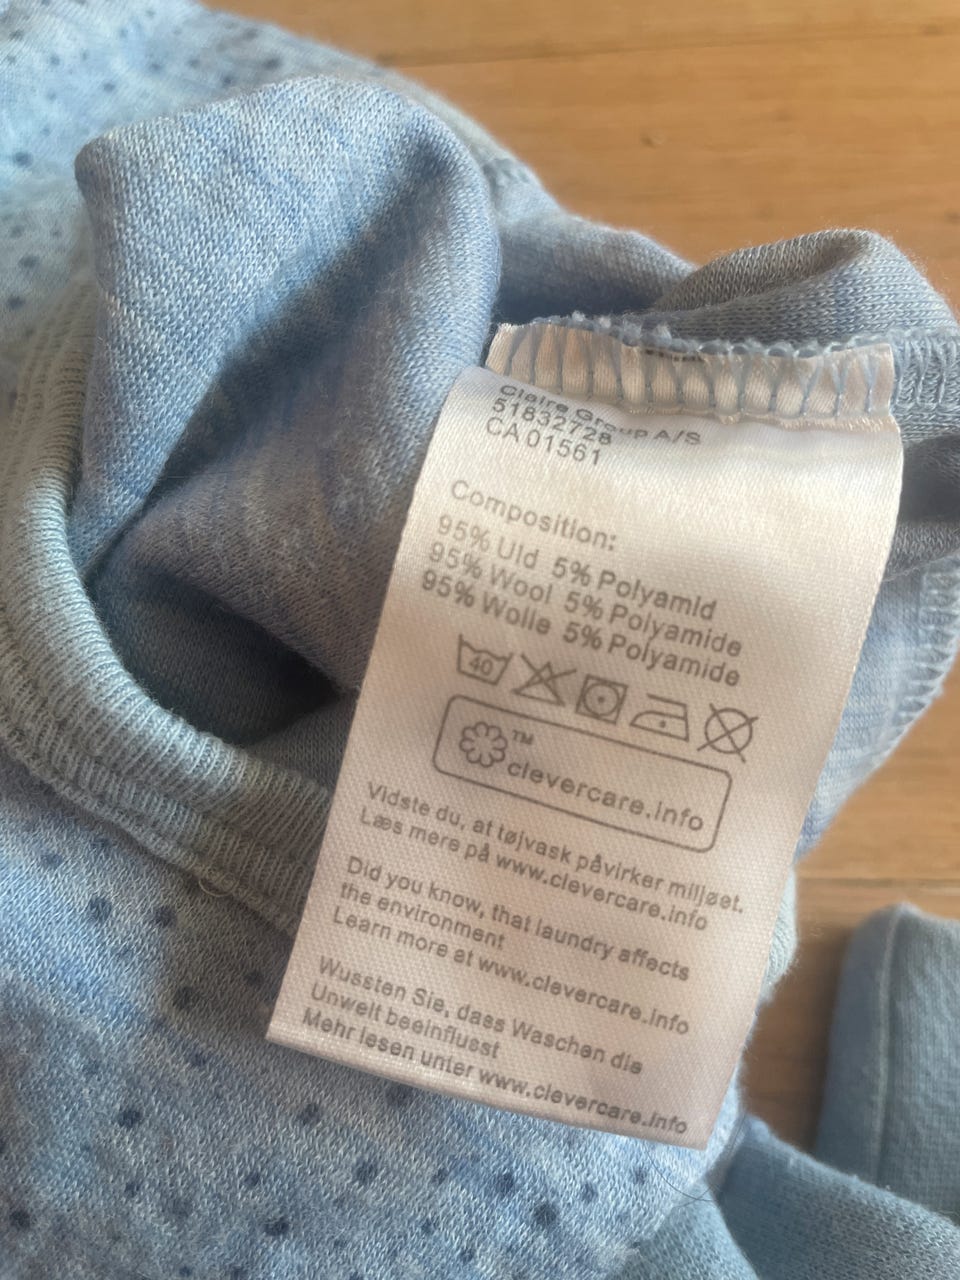 Claire Group A/S
51832728
CA 01561
Composition:
95% Uld 5% Polyamid
95% Wool 5% Polyamide
95% Wolle 5% Polyamide
40
™
clevercare.info
Vidste du, at tøjvask påvirker milljøet.
Læs mere på www.clevercare.info
Did you know, that laundry affects
the environment
Learn more at www.clevercare.info
Wussten Sie, dass Waschen die
Unwelt beeinflusst
Mehr lesen unter www.clevercare.info